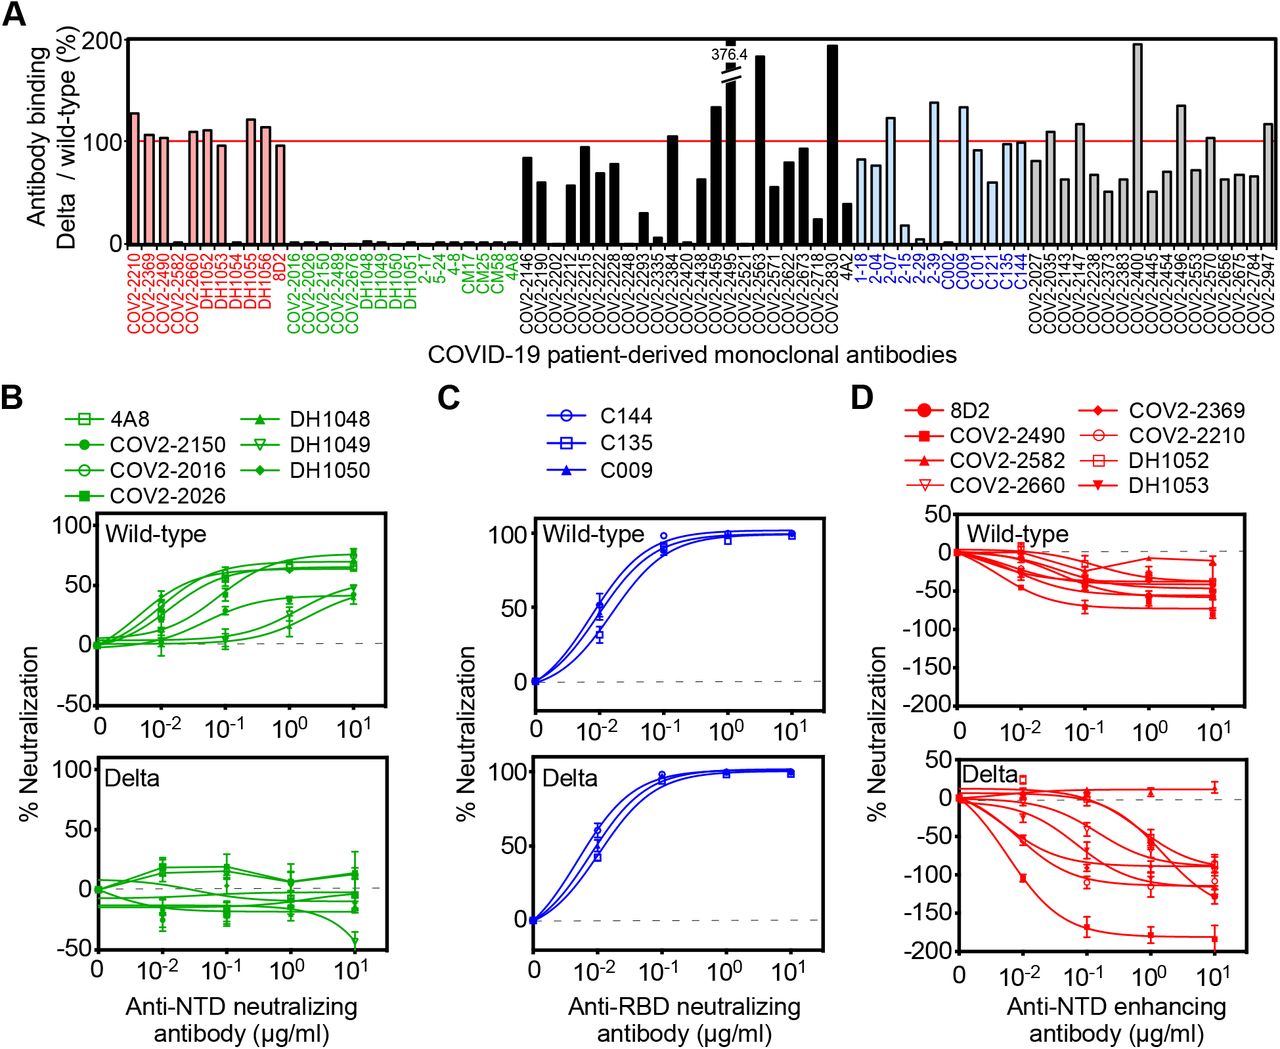 A
Antibody binding
Delta / wild-type (%)
200
100
0
376.4
COV2-2210
COV2-2369
COV2-2490
COV2-2582
COV2-2660
DH1052
DH1053
DH1054
DH1055
DH1056
8D2
COV2-2016
COV2-2026
COV2-2150
COV2-2489
COV2-2676
DH1048
DH1049
DH1050
DH1051
2-17
5-24
4-8
CM17
CM25
CM58
4A8
COV2-2146
COV2-2190
COV2-2202
COV2-2212
COV2-2215
COV2-2222
COV2-2228
COV2-2248
COV2-2293
COV2-2335
COV2-2384
COV2-2420
COV2-2438
COV2-2459
COV2-2495
COV2-2521
COV2-2563
COV2-2571
COV2-2622
COV2-2673
COV2-2718
COV2-2830
4A2
1-18
2-04
2-07
2-15
2-29
2-39
C002
C009
C101
C121
C135
C144
COV2-2027
COV2-2034
COV2-2143
COV2-2147
COV2-2238
COV2-2373
COV2-2383
COV2-2400
COV2-2445
COV2-2454
COV2-2496
COV2-2553
COV2-2570
COV2-2656
COV2-2675
COV2-2784
COV2-2947
COVID-19 patient-derived monoclonal antibodies
B
4A8
COV2-2150
COV2-2016
COV2-2026
DH1048
DH1049
DH1050
% Neutralization
Wild-type
100
50
0
-50
0 10-2 10-1 100 101
Delta
100
50
0
-50
0 10-2 10-1 100 101
Anti-NTD neutralizing
antibody (µg/ml)
C
C144
C135
C009
% Neutralization
Wild-type
100
50
0
0 10-2 10-1 100 101
Delta
100
50
0
0 10-2 10-1 100 101
Anti-RBD neutralizing
antibody (µg/ml)
D
8D2
COV2-2490
COV2-2582
COV2-2660
COV2-2369
COV2-2210
DH1052
DH1053
% Neutralization
Wild-type
50
0
-50
-100
-150
-200
0 10-2 10-1 100 101
Delta
50
0
-50
-100
-150
-200
0 10-2 10-1 100 101
Anti-NTD enhancing
antibody (µg/ml)